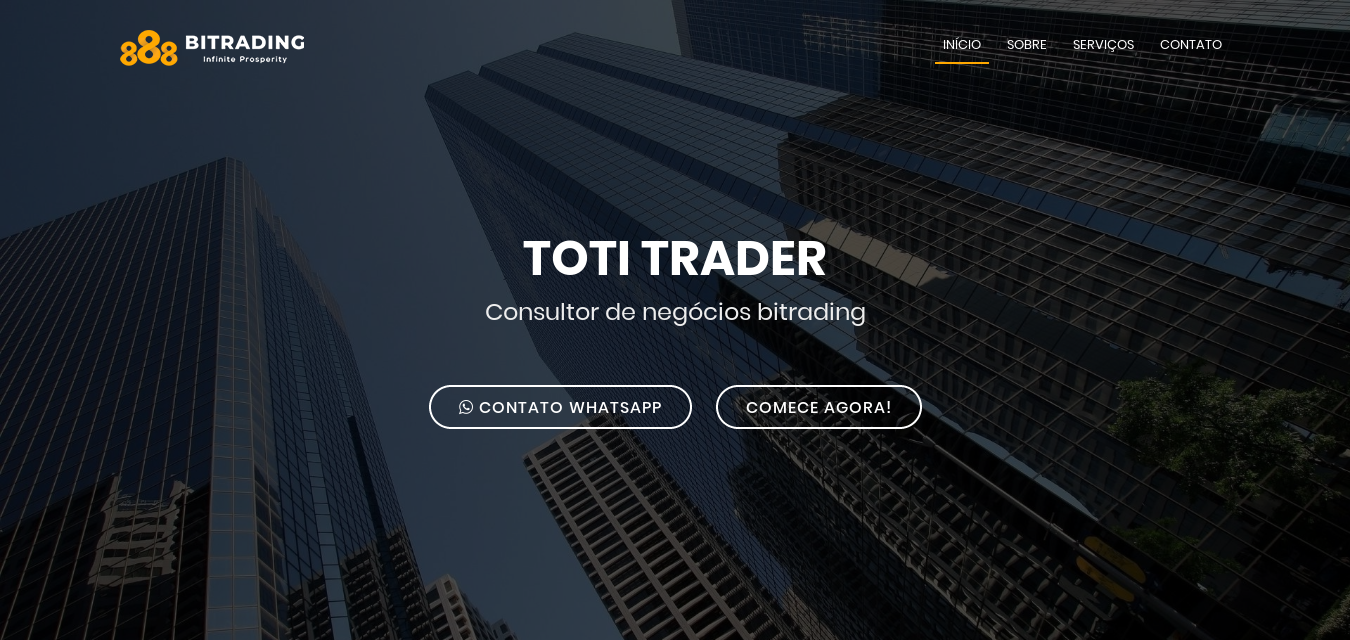 888 BITRADING
Infinite Prosperity
INÍCIO SOBRE SERVIÇOS CONTATO
TOTI TRADER
Consultor de negócios bitrading
CONTATO WHATSAPP COMECE AGORA!